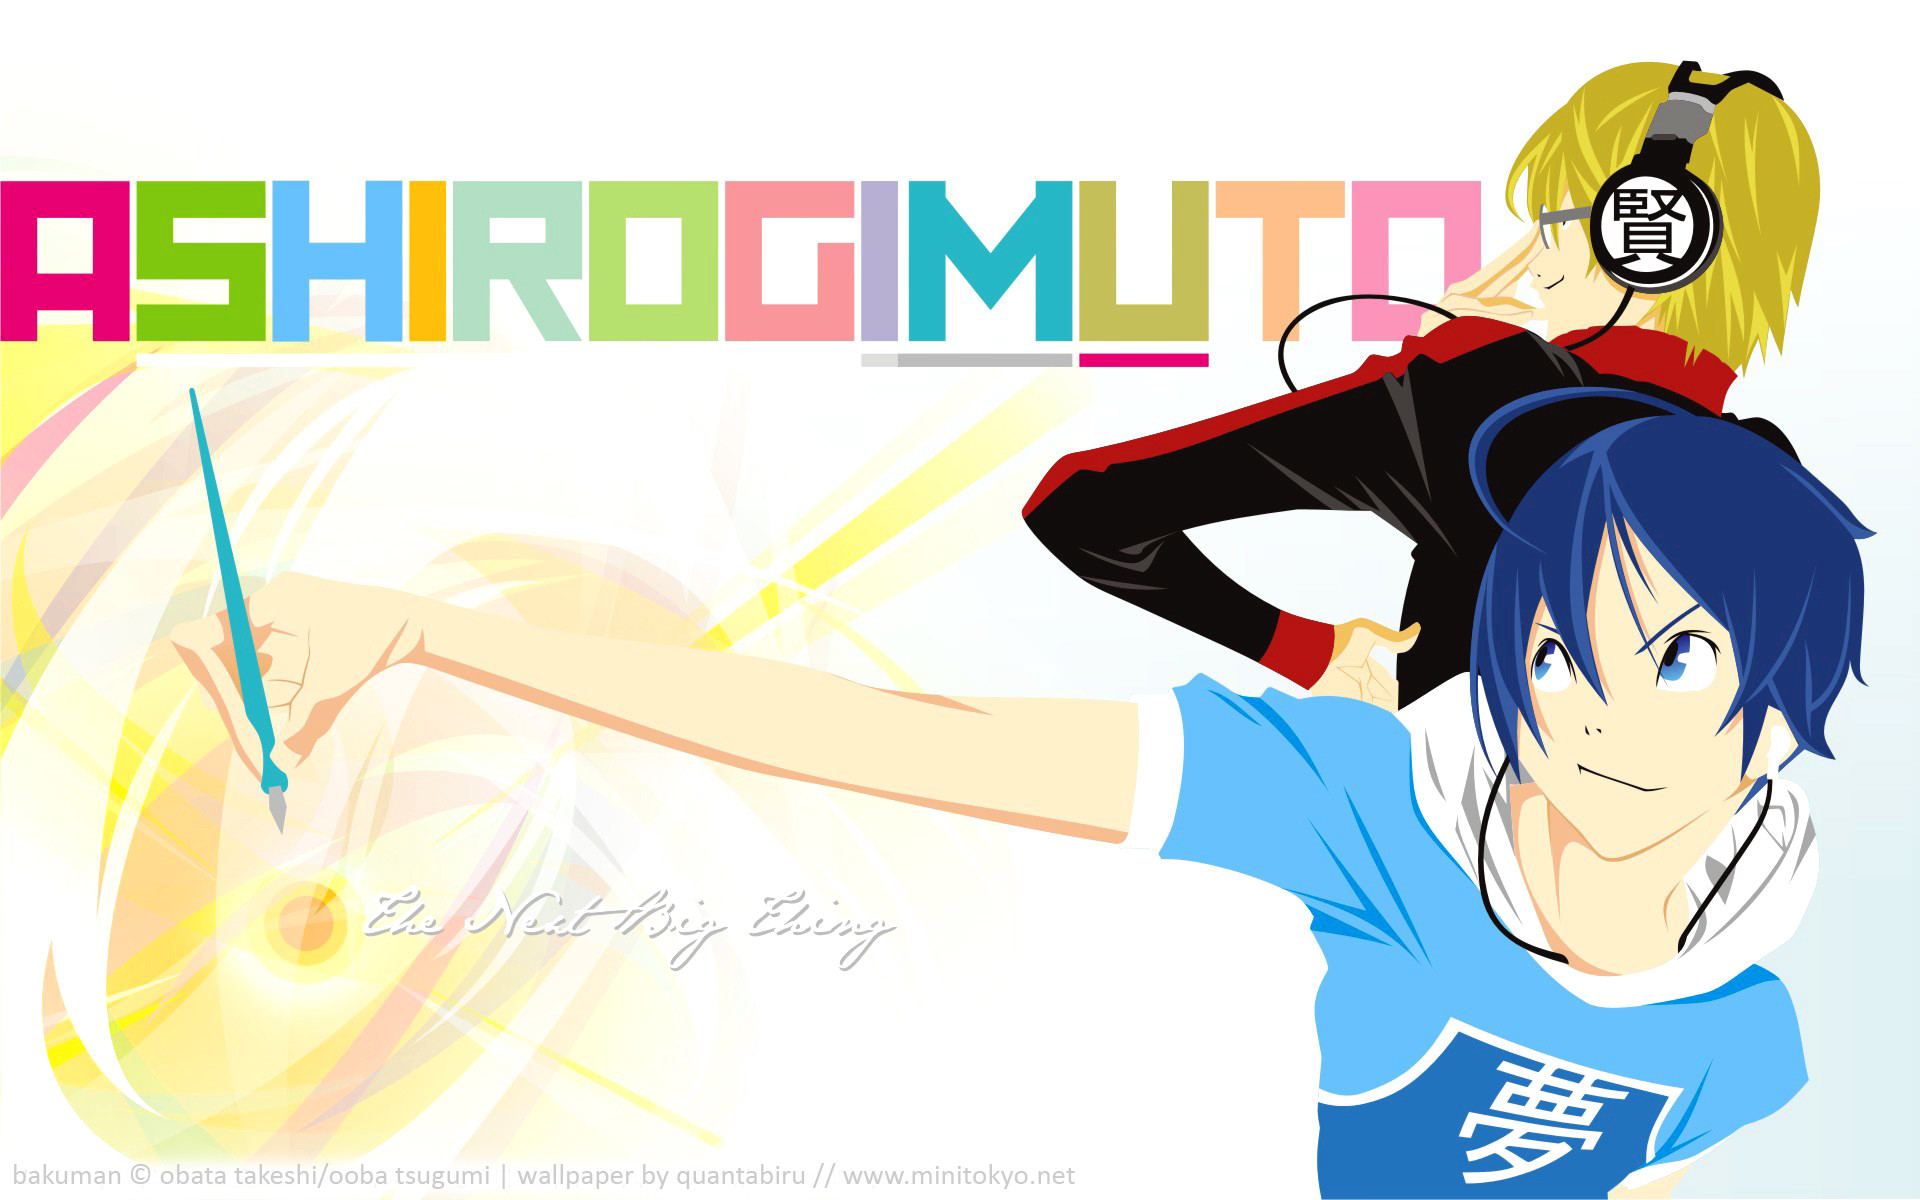 ASHIROGIMUTO
賢
The Next Big Thing
夢
bakuman © obata takeshi/ooba tsugumi | wallpaper by quantabiru // www.minitokyo.net